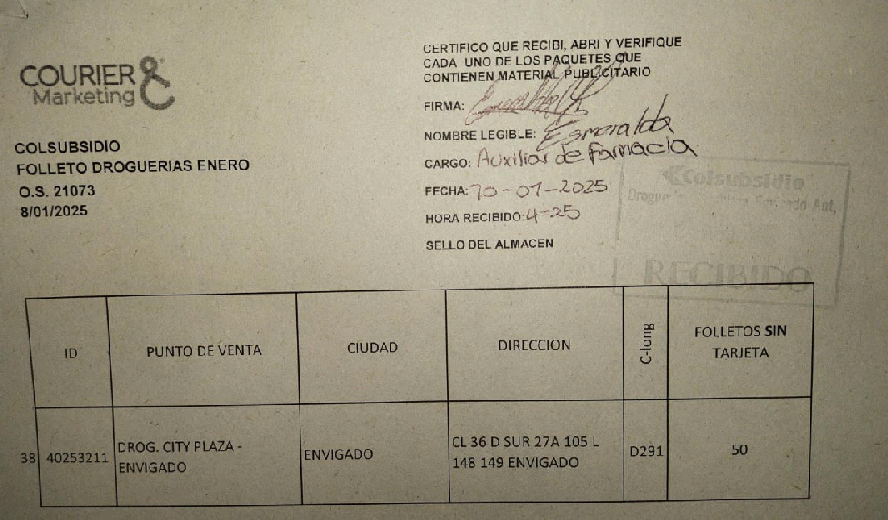 COURIER &
Marketing
COLSUBSIDIO
FOLLETO DROGUERIAS ENERO
O.S. 21073
8/01/2025
CERTIFICO QUE RECIBI, ABRI Y VERIFIQUE
CADA UNO DE LOS PAQUETES QUE
CONTIENEN MATERIAL PUBLICITARIO
FIRMA:
NOMBRE LEGIBLE: Esmeralda
CARGO: Auxiliar de Farmacia
FECHA: 10-01-2025
HORA RECIBIDO 4-25
SELLO DEL ALMACEN
Colsubsidio
Ant,
RECIBIDO
ID PUNTO DE VENTA CIUDAD DIRECCION FOLLETOS SIN
TARJETA
38 40253211 DROG. CITY PLAZA - ENVIGADO CL 36 D SUR 27A 105 L D291 50
ENVIGADO 148 149 ENVIGADO